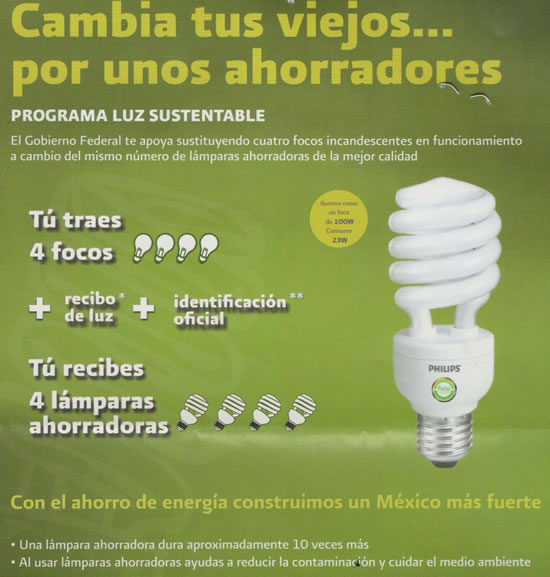 Cambia tus viejos...
por unos ahorradores
PROGRAMA LUZ SUSTENTABLE
El Gobierno Federal te apoya sustituyendo cuatro focos incandescentes en funcionamiento
a cambio del mismo número de lámparas ahorradoras de la mejor calidad
Ilumina como
un foco
de 100W
Consume
23W
Tú traes
4 focos
+ recibo* + identificación**
de luz oficial
Tú recibes
4 lámparas
ahorradoras
PHILIPS
fide
Con el ahorro de energía construimos un México más fuerte
• Una lámpara ahorradora dura aproximadamente 10 veces más
• Al usar lámparas ahorradoras ayudas a reducir la contaminación y cuidar el medio ambiente